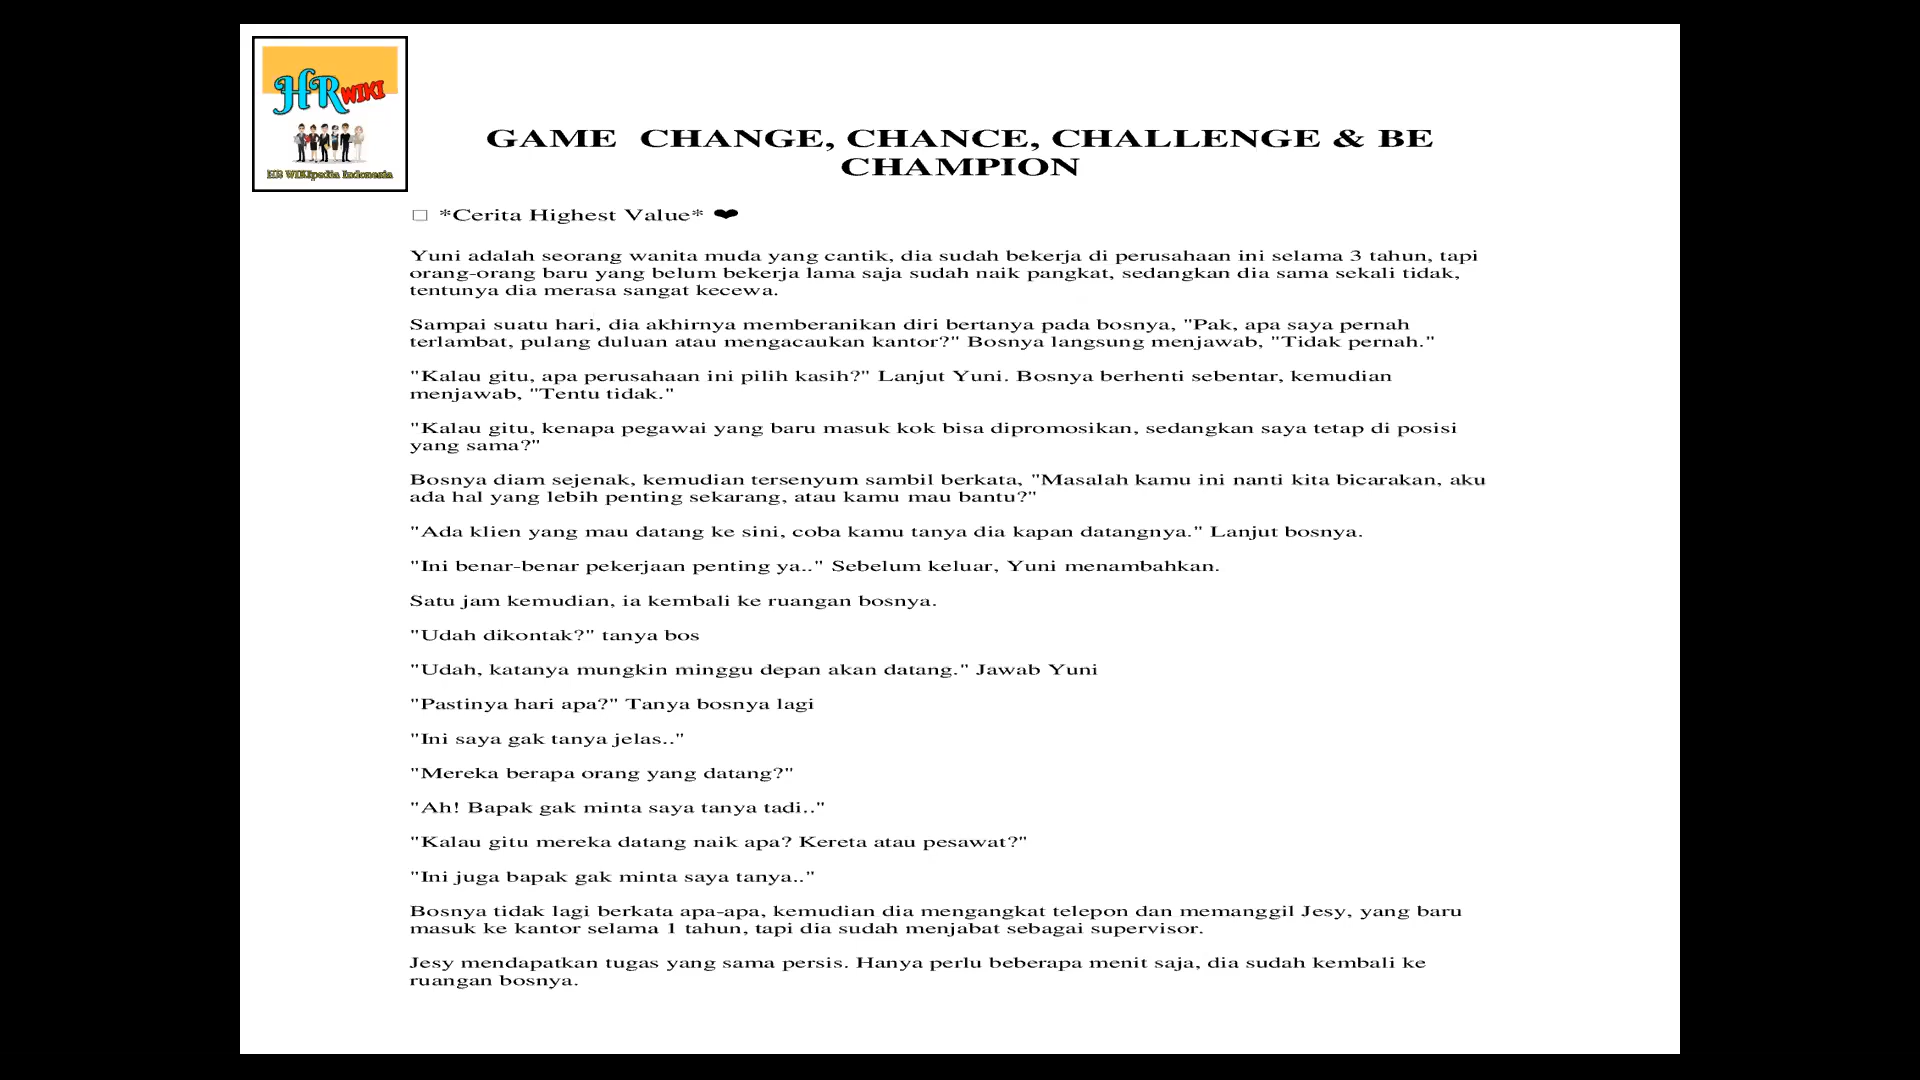 HR WIKI
HR WIKIpedia Indonesia
GAME CHANGE, CHANCE, CHALLENGE & BE
CHAMPION
□ *Cerita Highest Value* ❤
Yuni adalah seorang wanita muda yang cantik, dia sudah bekerja di perusahaan ini selama 3 tahun, tapi
orang-orang baru yang belum bekerja lama saja sudah naik pangkat, sedangkan dia sama sekali tidak,
tentunya dia merasa sangat kecewa.
Sampai suatu hari, dia akhirnya memberanikan diri bertanya pada bosnya, "Pak, apa saya pernah
terlambat, pulang duluan atau mengacaukan kantor?" Bosnya langsung menjawab, "Tidak pernah."
"Kalau gitu, apa perusahaan ini pilih kasih?" Lanjut Yuni. Bosnya berhenti sebentar, kemudian
menjawab, "Tentu tidak."
"Kalau gitu, kenapa pegawai yang baru masuk kok bisa dipromosikan, sedangkan saya tetap di posisi
yang sama?"
Bosnya diam sejenak, kemudian tersenyum sambil berkata, "Masalah kamu ini nanti kita bicarakan, aku
ada hal yang lebih penting sekarang, atau kamu mau bantu?"
"Ada klien yang mau datang ke sini, coba kamu tanya dia kapan datangnya." Lanjut bosnya.
"Ini benar-benar pekerjaan penting ya.." Sebelum keluar, Yuni menambahkan.
Satu jam kemudian, ia kembali ke ruangan bosnya.
"Udah dikontak?" tanya bos
"Udah, katanya mungkin minggu depan akan datang." Jawab Yuni
"Pastinya hari apa?" Tanya bosnya lagi
"Ini saya gak tanya jelas.."
"Mereka berapa orang yang datang?"
"Ah! Bapak gak minta saya tanya tadi.."
"Kalau gitu mereka datang naik apa? Kereta atau pesawat?"
"Ini juga bapak gak minta saya tanya.."
Bosnya tidak lagi berkata apa-apa, kemudian dia mengangkat telepon dan memanggil Jesy, yang baru
masuk ke kantor selama 1 tahun, tapi dia sudah menjabat sebagai supervisor.
Jesy mendapatkan tugas yang sama persis. Hanya perlu beberapa menit saja, dia sudah kembali ke
ruangan bosnya.